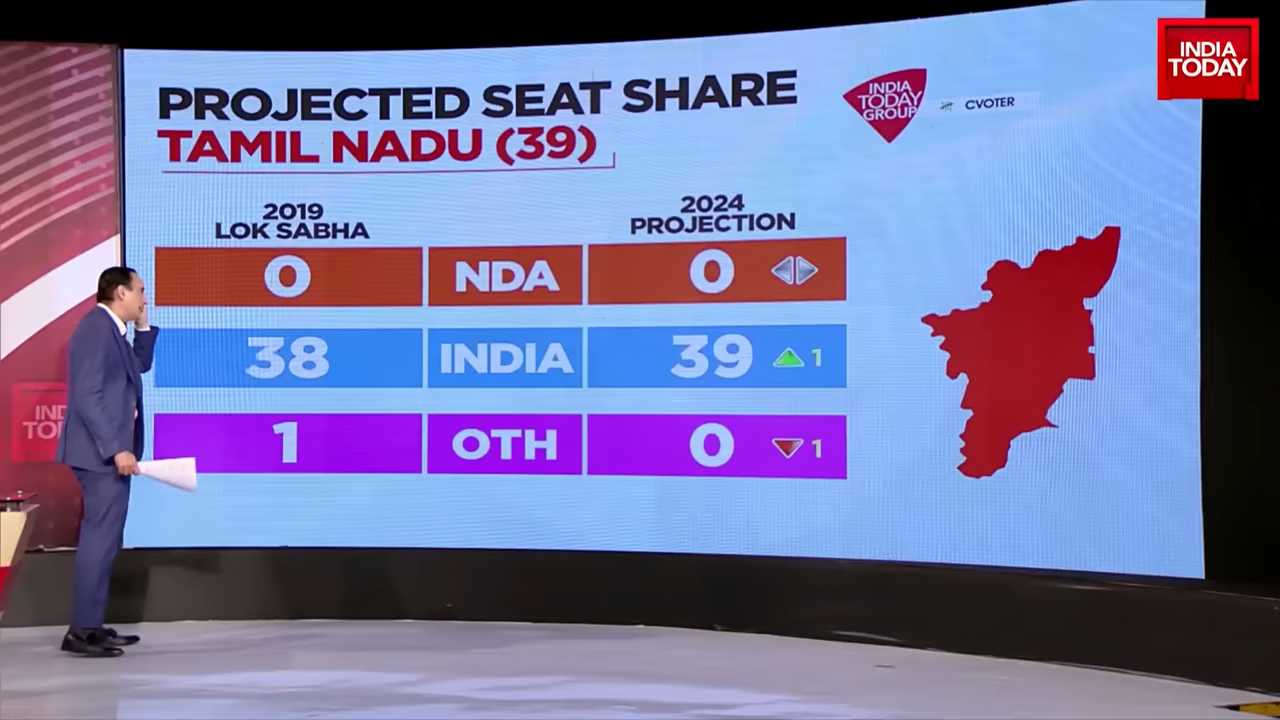 INDIA
TODAY
PROJECTED SEAT SHARE
TAMIL NADU (39)
INDIA
TODAY
GROUP
CVOTER
2019
LOK SABHA
2024
PROJECTION
0 NDA 0
38 INDIA 39 1
1 OTH 0 1